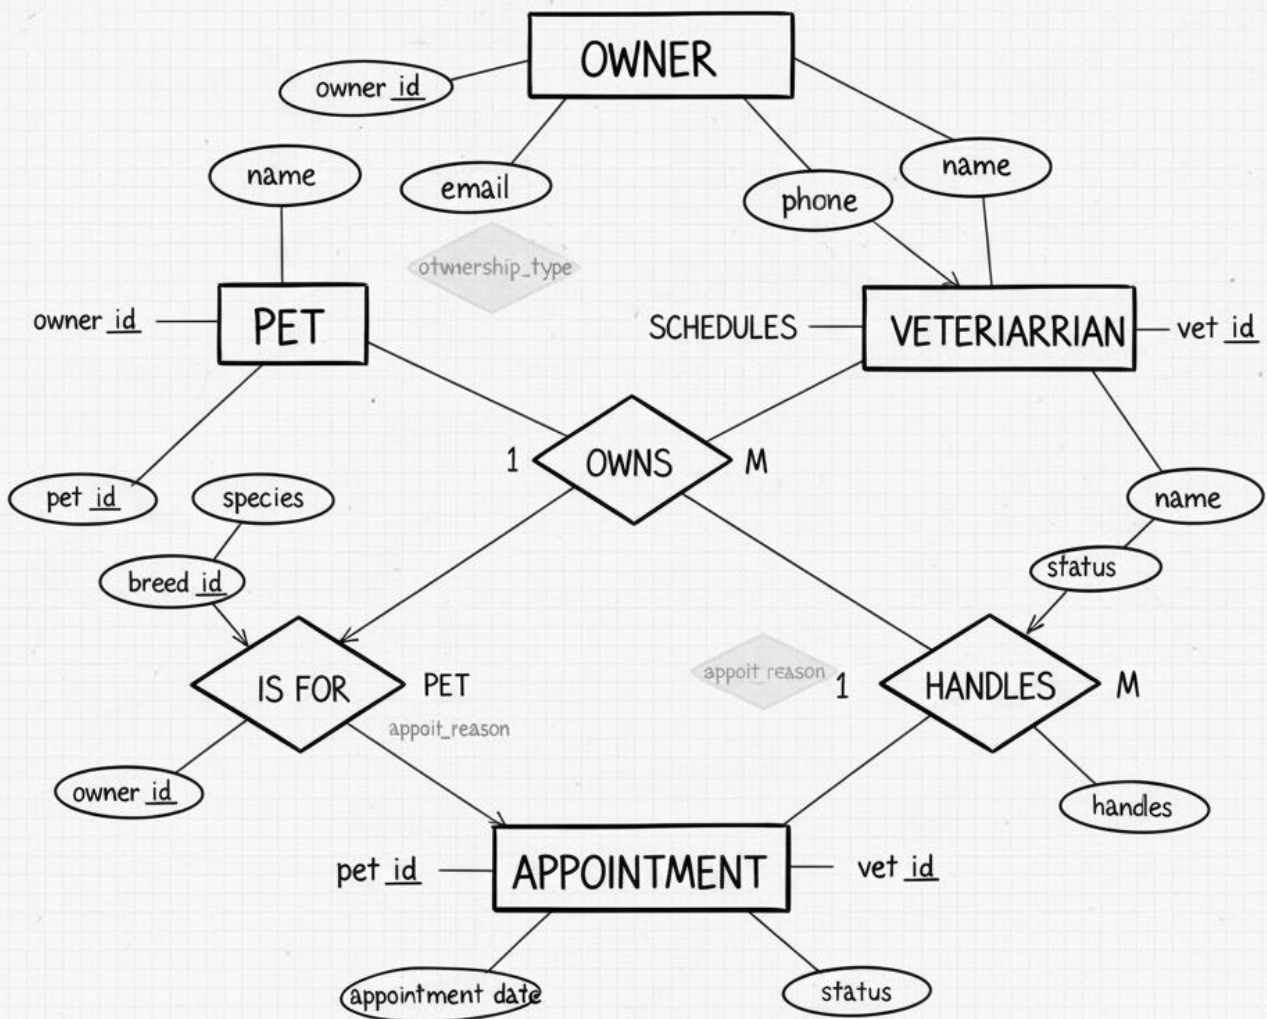 OWNER
owner id
name
email
phone
name
otwnership_type
owner id
PET
SCHEDULES
VETERIARRIAN
vet id
1
OWNS
M
pet id
species
name
breed id
status
IS FOR
PET
appoit_reason
1
HANDLES
M
appoit_reason
owner id
handles
pet id
APPOINTMENT
vet id
appointment date
status